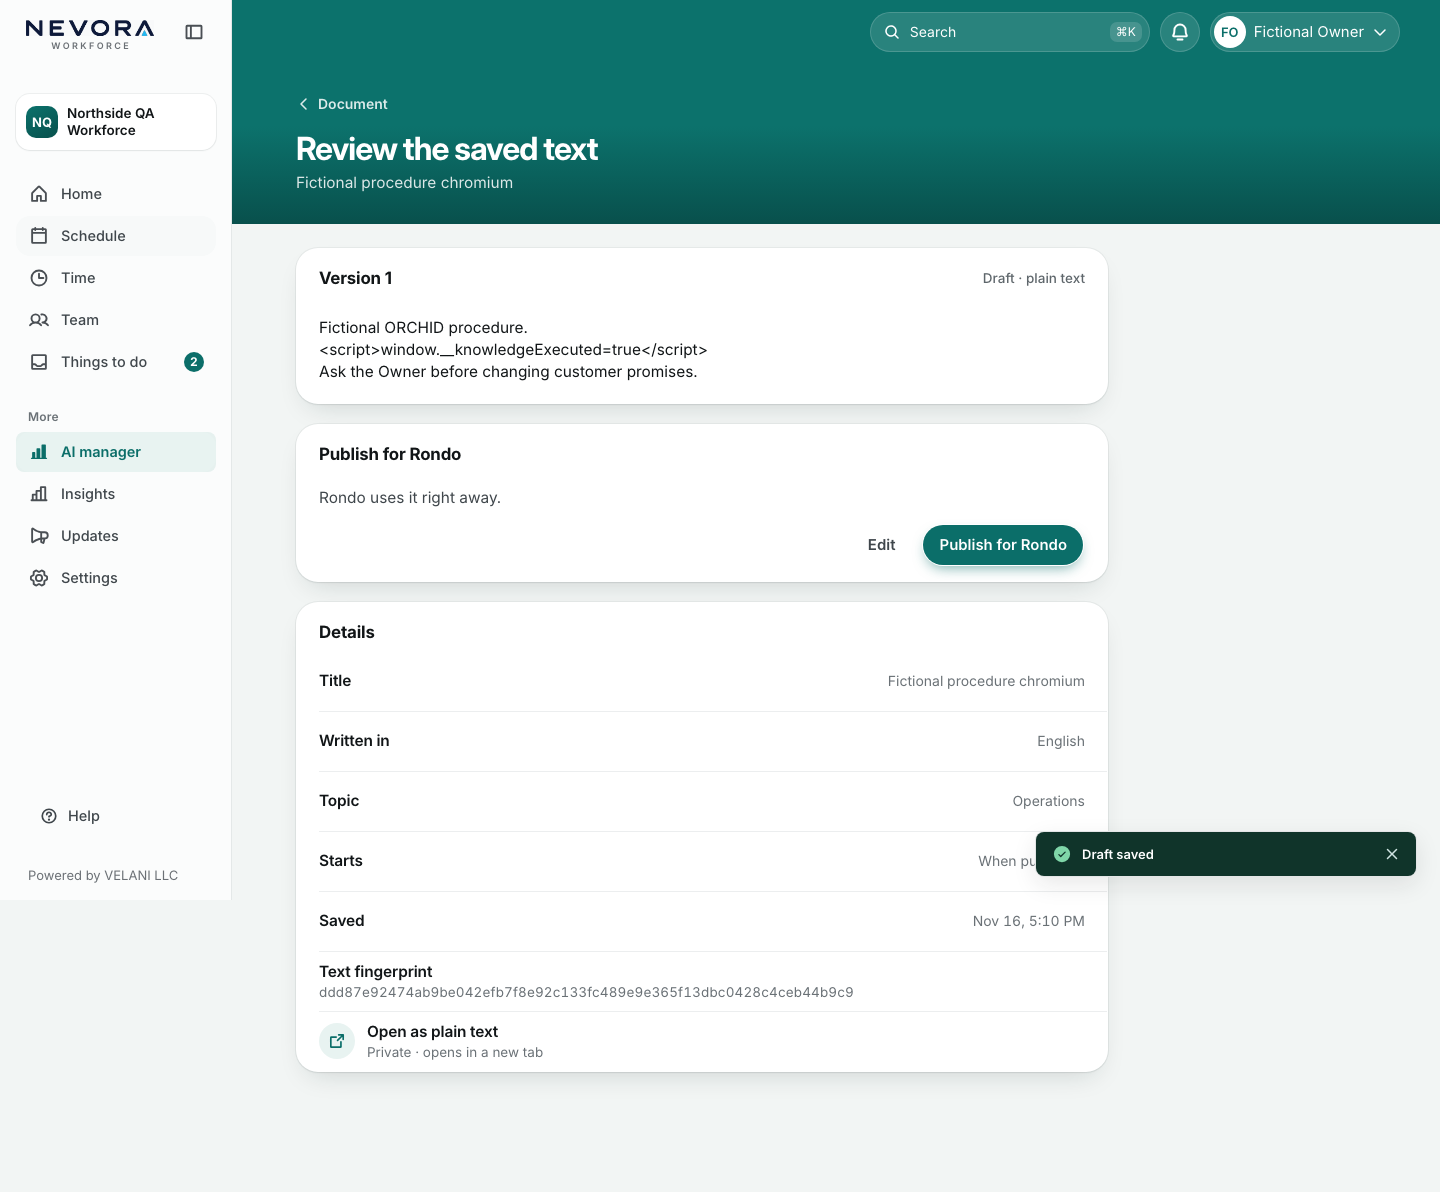 NEVORA
WORKFORCE
Search
⌘K
FO
Fictional Owner
NQ
Northside QA
Workforce
Home
Schedule
Time
Team
Things to do
2
More
AI manager
Insights
Updates
Settings
Help
Powered by VELANI LLC
Document
Review the saved text
Fictional procedure chromium
Version 1
Draft · plain text
Fictional ORCHID procedure.
<script>window.__knowledgeExecuted=true</script>
Ask the Owner before changing customer promises.
Publish for Rondo
Rondo uses it right away.
Edit
Publish for Rondo
Details
Title
Fictional procedure chromium
Written in
English
Topic
Operations
Starts
When pu
Draft saved
Saved
Nov 16, 5:10 PM
Text fingerprint
ddd87e92474ab9be042efb7f8e92c133fc489e9e365f13dbc0428c4ceb44b9c9
Open as plain text
Private · opens in a new tab